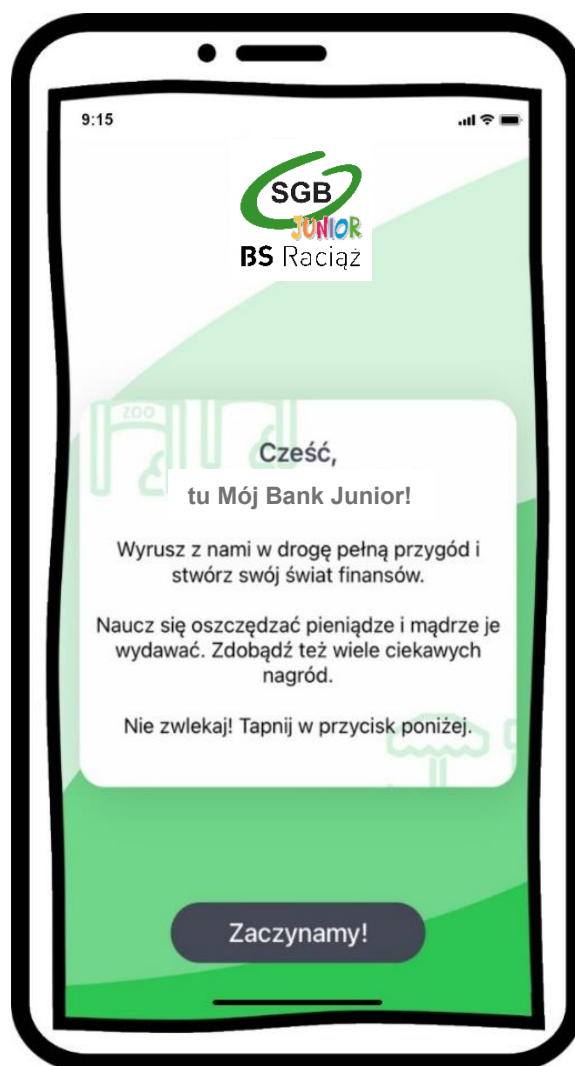 9:15
SGB
JUNIOR
BS Raciąż
ZOO
Cześć,
tu Mój Bank Junior!
Wyrusz z nami w drogę pełną przygód i
stwórz swój świat finansów.
Naucz się oszczędzać pieniądze i mądrze je
wydawać. Zdobądź też wiele ciekawych
nagród.
Nie zwlekaj! Tapnij w przycisk poniżej.
Zaczynamy!